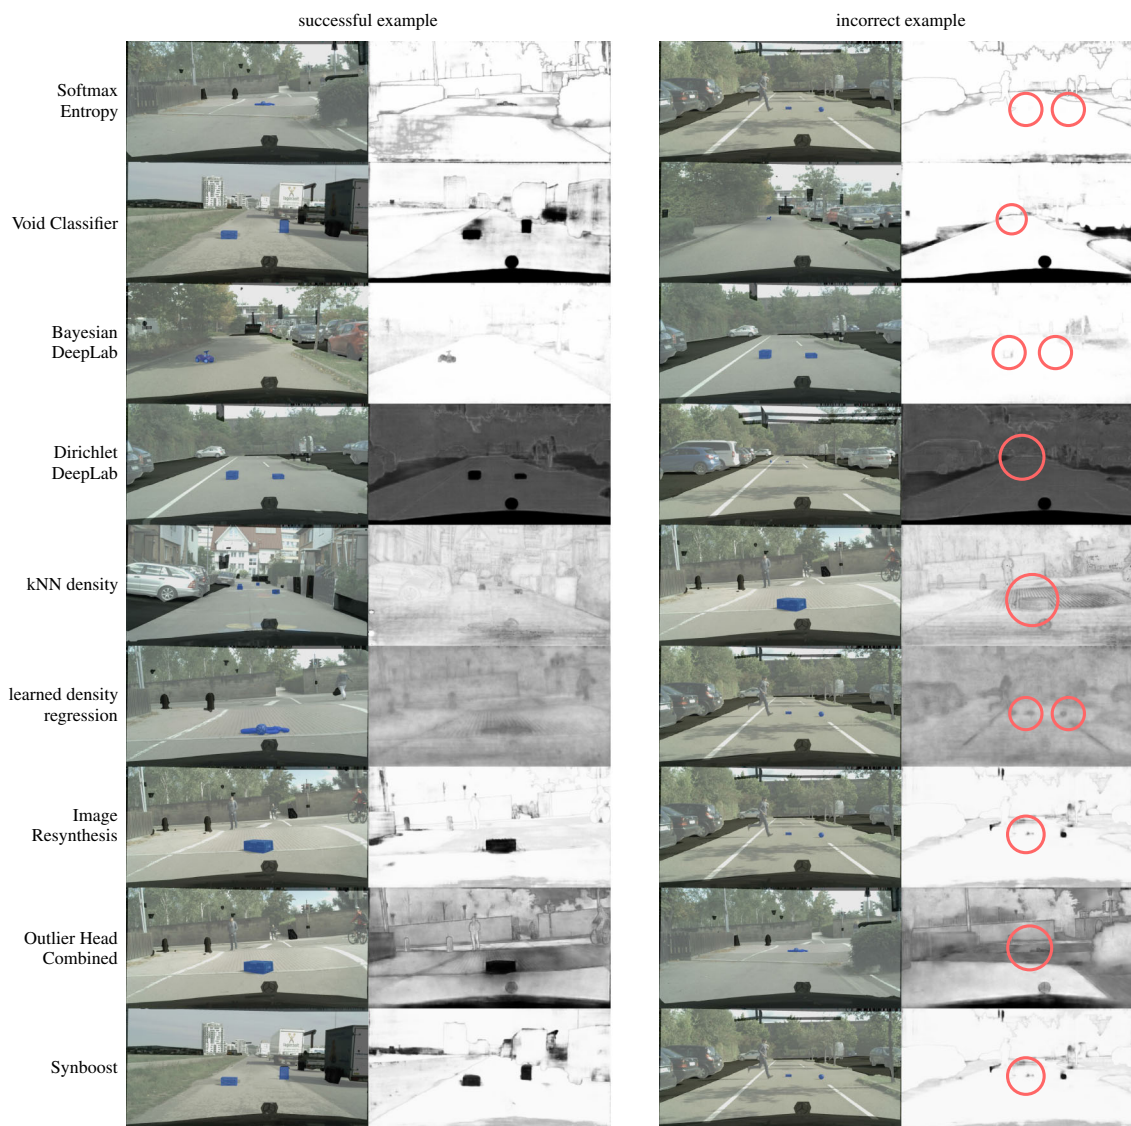 successful example
incorrect example
Softmax
Entropy
Void Classifier
Bayesian
DeepLab
Dirichlet
DeepLab
kNN density
learned density
regression
Image
Resynthesis
Outlier Head
Combined
Synboost